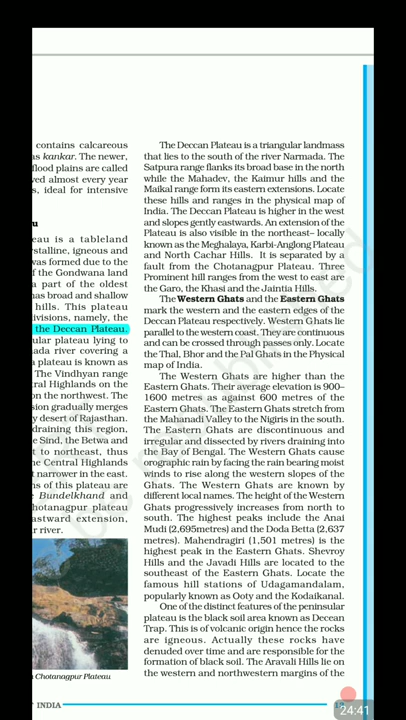 contains calcareous
as kankar. The newer,
flood plains are called
ved almost every year
s, ideal for intensive
au
eau is a tableland
ystalline, igneous and
was formed due to the
f the Gondwana land
a part of the oldest
has broad and shallow
hills. This plateau
ivisions, namely, the
the Deccan Plateau.
ular plateau lying to
ada river covering a
a plateau is known as
The Vindhyan range
tral Highlands on the
on the northwest. The
sion gradually merges
y desert of Rajasthan.
draining this region,
e Sind, the Betwa and
t to northeast, thus
he Central Highlands
narrower in the east.
ns of this plateau are
Bundelkhand and
hotanagpur plateau
astward extension,
r river.
Chotanagpur Plateau
The Deccan Plateau is a triangular landmass
that lies to the south of the river Narmada. The
Satpura range flanks its broad base in the north
while the Mahadev, the Kaimur hills and the
Maikal range form its eastern extensions. Locate
these hills and ranges in the physical map of
India. The Deccan Plateau is higher in the west
and slopes gently eastwards. An extension of the
Plateau is also visible in the northeast– locally
known as the Meghalaya, Karbi-Anglong Plateau
and North Cachar Hills. It is separated by a
fault from the Chotanagpur Plateau. Three
Prominent hill ranges from the west to east are
the Garo, the Khasi and the Jaintia Hills.
The Western Ghats and the Eastern Ghats
mark the western and the eastern edges of the
Deccan Plateau respectively. Western Ghats lie
parallel to the western coast. They are continuous
and can be crossed through passes only. Locate
the Thal, Bhor and the Pal Ghats in the Physical
map of India.
The Western Ghats are higher than the
Eastern Ghats. Their average elevation is 900–
1600 metres as against 600 metres of the
Eastern Ghats. The Eastern Ghats stretch from
the Mahanadi Valley to the Nigiris in the south.
The Eastern Ghats are discontinuous and
irregular and dissected by rivers draining into
the Bay of Bengal. The Western Ghats cause
orographic rain by facing the rain bearing moist
winds to rise along the western slopes of the
Ghats. The Western Ghats are known by
different local names. The height of the Western
Ghats progressively increases from north to
south. The highest peaks include the Anai
Mudi (2,695metres) and the Doda Betta (2,637
metres). Mahendragiri (1,501 metres) is the
highest peak in the Eastern Ghats. Shevroy
Hills and the Javadi Hills are located to the
southeast of the Eastern Ghats. Locate the
famous hill stations of Udagamandalam,
popularly known as Ooty and the Kodaikanal.
One of the distinct features of the peninsular
plateau is the black soil area known as Decean
Trap. This is of volcanic origin hence the rocks
are igneous. Actually these rocks have
denuded over time and are responsible for the
formation of black soil. The Aravali Hills lie on
the western and northwestern margins of the
INDIA
24:41